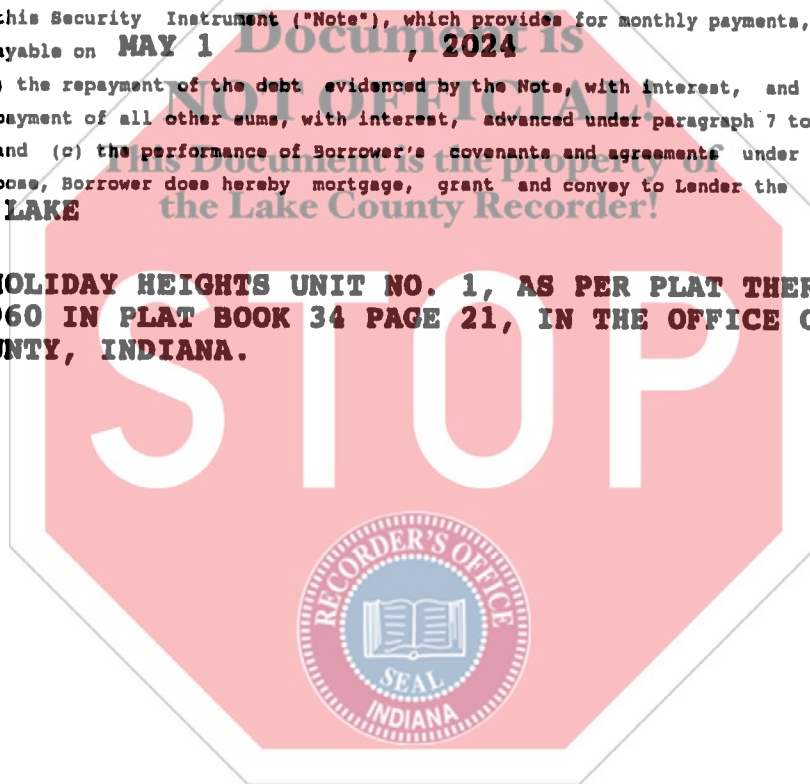 this Security Instrument ("Note"), which provides for monthly payments,
ayable on MAY 1 , 2024
the repayment of the debt evidenced by the Note, with interest, and
payment of all other sums, with interest, advanced under paragraph 7 to
and (c) the performance of Borrower's covenants and agreements under
pose, Borrower does hereby mortgage, grant and convey to Lender the
LAKE
Document is
NOT OFFICIAL!
This Document is the property of
the Lake County Recorder!
HOLIDAY HEIGHTS UNIT NO. 1, AS PER PLAT THER
960 IN PLAT BOOK 34 PAGE 21, IN THE OFFICE O
UNTY, INDIANA.
STOP
RECORDER'S OFFICE
SEAL
INDIANA